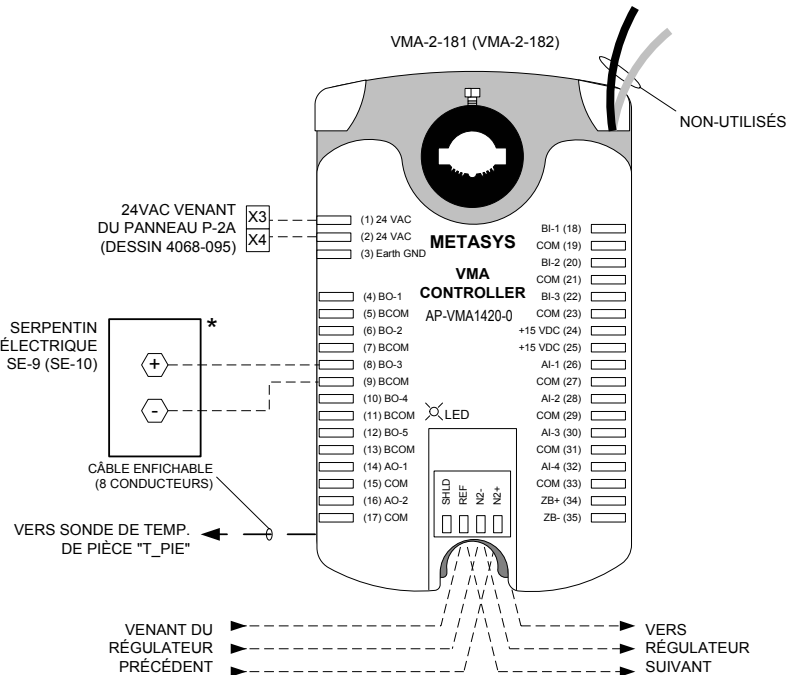 VMA-2-181 (VMA-2-182)
NON-UTILISÉS
24VAC VENANT
DU PANNEAU P-2A
(DESSIN 4068-095)
X3
X4
(1) 24 VAC
(2) 24 VAC
(3) Earth GND
METASYS
VMA
CONTROLLER
AP-VMA1420-0
(4) BO-1
(5) BCOM
(6) BO-2
(7) BCOM
(8) BO-3
(9) BCOM
(10) BO-4
(11) BCOM
(12) BO-5
(13) BCOM
(14) AO-1
(15) COM
(16) AO-2
(17) COM
BI-1 (18)
COM (19)
BI-2 (20)
COM (21)
BI-3 (22)
COM (23)
+15 VDC (24)
+15 VDC (25)
AI-1 (26)
COM (27)
AI-2 (28)
COM (29)
AI-3 (30)
COM (31)
AI-4 (32)
COM (33)
ZB+ (34)
ZB- (35)
LED
SHLD
REF
N2-
N2+
SERPENTIN
ÉLECTRIQUE
SE-9 (SE-10)
*
+
-
CÂBLE ENFICHABLE
(8 CONDUCTEURS)
VERS SONDE DE TEMP.
DE PIÈCE "T_PIE"
VENANT DU
RÉGULATEUR
PRÉCÉDENT
VERS
RÉGULATEUR
SUIVANT